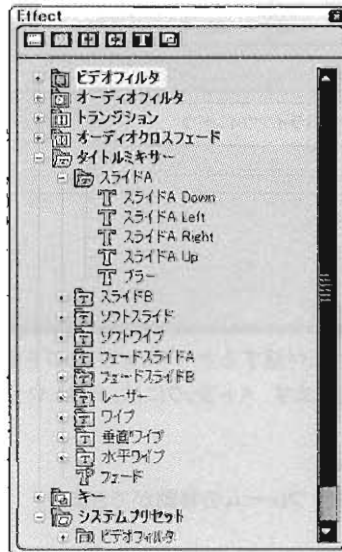 Effect
ビデオフィルタ
オーディオフィルタ
トランジション
オーディオクロスフェード
タイトルミキサー
スライドA
スライドA Down
スライドA Left
スライドA Right
スライドA Up
ブラー
スライドB
ソフトスライド
ソフトワイプ
フェードスライドA
フェードスライドB
レーザー
ワイプ
垂直ワイプ
水平ワイプ
フェード
キー
システムプリセット
ビデオフィルタ